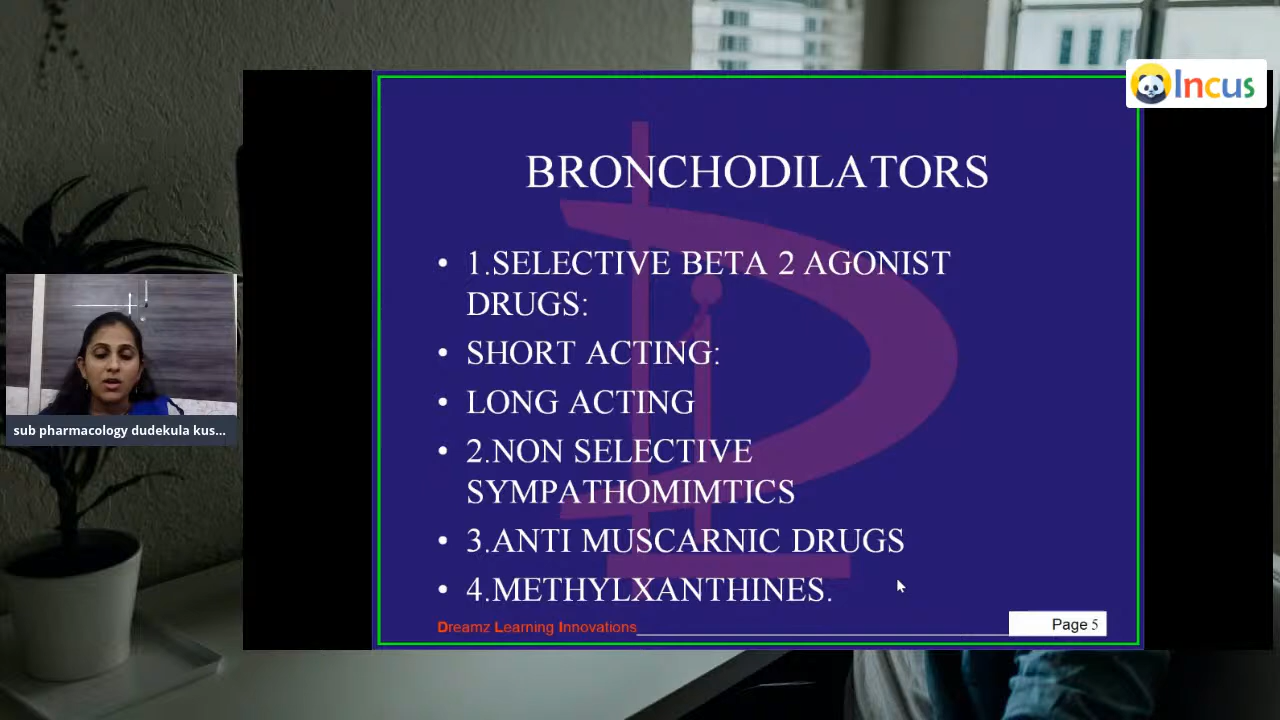 Incus
BRONCHODILATORS
• 1.SELECTIVE BETA 2 AGONIST
DRUGS:
• SHORT ACTING:
• LONG ACTING
• 2.NON SELECTIVE
SYMPATHOMIMTICS
• 3.ANTI MUSCARNIC DRUGS
• 4.METHYLXANTHINES.
Dreamz Learning Innovations
Page 5
sub pharmacology dudekula kus...